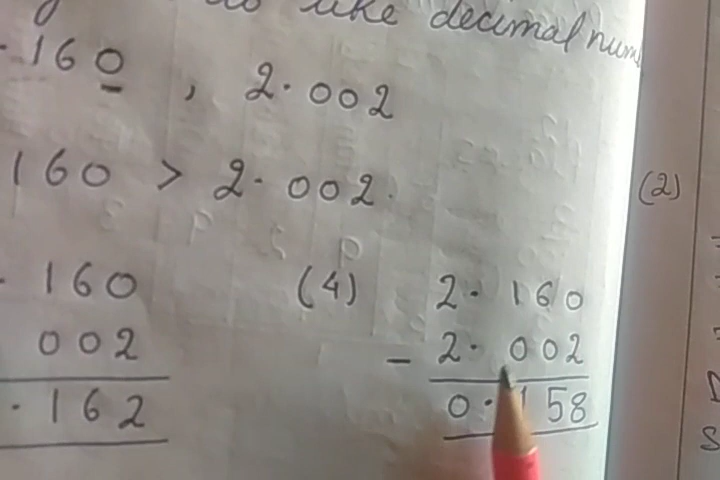 like decimal num
.160 , 2.002
160 > 2.002.
(2)
.160 (4) 2.160
002 - 2.002
.162 0.158